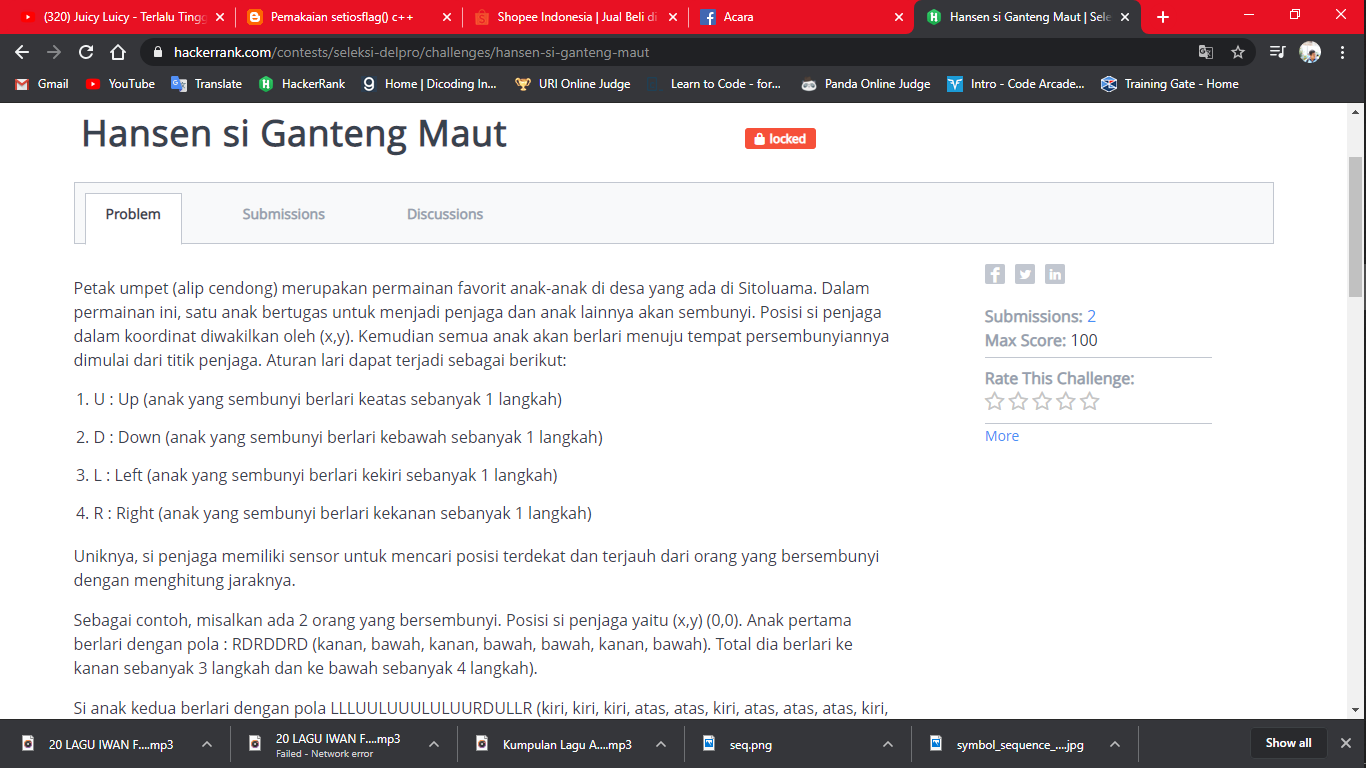 (320) Juicy Luicy - Terlalu Tingg
Pemakaian setiosflag() c++
Shopee Indonesia | Jual Beli di
Acara
Hansen si Ganteng Maut | Sele
hackerrank.com/contests/seleksi-delpro/challenges/hansen-si-ganteng-maut
Gmail YouTube Translate HackerRank Home | Dicoding In... URI Online Judge Learn to Code - for... Panda Online Judge Intro - Code Arcade... Training Gate - Home
Hansen si Ganteng Maut
locked
Problem Submissions Discussions
Petak umpet (alip cendong) merupakan permainan favorit anak-anak di desa yang ada di Sitoluama. Dalam
permainan ini, satu anak bertugas untuk menjadi penjaga dan anak lainnya akan sembunyi. Posisi si penjaga
dalam koordinat diwakilkan oleh (x,y). Kemudian semua anak akan berlari menuju tempat persembunyiannya
dimulai dari titik penjaga. Aturan lari dapat terjadi sebagai berikut:
1. U : Up (anak yang sembunyi berlari keatas sebanyak 1 langkah)
2. D : Down (anak yang sembunyi berlari kebawah sebanyak 1 langkah)
3. L : Left (anak yang sembunyi berlari kekiri sebanyak 1 langkah)
4. R : Right (anak yang sembunyi berlari kekanan sebanyak 1 langkah)
Uniknya, si penjaga memiliki sensor untuk mencari posisi terdekat dan terjauh dari orang yang bersembunyi
dengan menghitung jaraknya.
Sebagai contoh, misalkan ada 2 orang yang bersembunyi. Posisi si penjaga yaitu (x,y) (0,0). Anak pertama
berlari dengan pola : RDRDDRD (kanan, bawah, kanan, bawah, bawah, kanan, bawah). Total dia berlari ke
kanan sebanyak 3 langkah dan ke bawah sebanyak 4 langkah).
Si anak kedua berlari dengan pola LLLUULUUULULUURDULLR (kiri, kiri, kiri, atas, atas, kiri, atas, atas, atas, kiri,
Submissions: 2
Max Score: 100
Rate This Challenge:
More
20 LAGU IWAN F....mp3
20 LAGU IWAN F....mp3
Failed - Network error
Kumpulan Lagu A....mp3
seq.png
symbol_sequence_....jpg
Show all